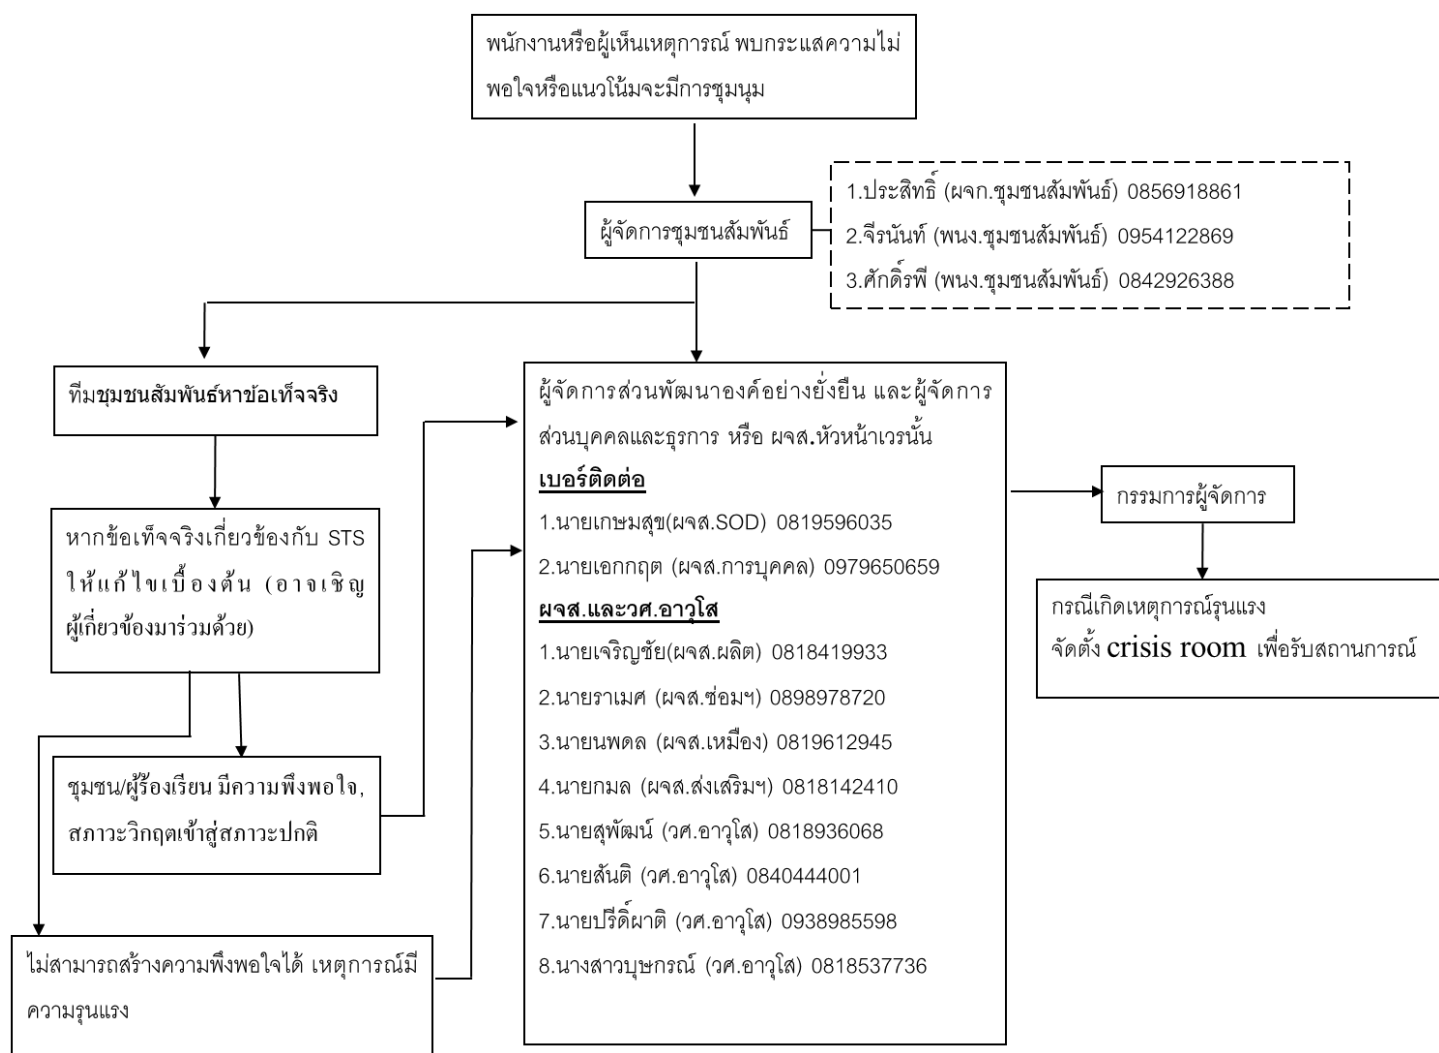 พนักงานหรือผู้เห็นเหตุการณ์ พบกระแสความไม่
พอใจหรือแนวโน้มจะมีการชุมนุม
ผู้จัดการชุมชนสัมพันธ์
1.ประสิทธิ์ (ผจก.ชุมชนสัมพันธ์) 0856918861
2.จีรนันท์ (พนง.ชุมชนสัมพันธ์) 0954122869
3.ศักดิ์รพี (พนง.ชุมชนสัมพันธ์) 0842926388
ทีมชุมชนสัมพันธ์หาข้อเท็จจริง
หากข้อเท็จจริงเกี่ยวข้องกับ STS
ให้แก้ไขเบื้องต้น (อาจเชิญ
ผู้เกี่ยวข้องมาร่วมด้วย)
ชุมชน/ผู้ร้องเรียน มีความพึงพอใจ,
สภาวะวิกฤตเข้าสู่สภาวะปกติ
ไม่สามารถสร้างความพึงพอใจได้ เหตุการณ์มี
ความรุนแรง
ผู้จัดการส่วนพัฒนาองค์อย่างยั่งยืน และผู้จัดการ
ส่วนบุคคลและธุรการ หรือ ผจส.หัวหน้าเวรนั้น
เบอร์ติดต่อ
1.นายเกษมสุข(ผจส.SOD) 0819596035
2.นายเอกกฤต (ผจส.การบุคคล) 0979650659
ผจส.และวศ.อาวุโส
1.นายเจริญชัย(ผจส.ผลิต) 0818419933
2.นายราเมศ (ผจส.ซ่อมฯ) 0898978720
3.นายนพดล (ผจส.เหมือง) 0819612945
4.นายกมล (ผจส.ส่งเสริมฯ) 0818142410
5.นายสุพัฒน์ (วศ.อาวุโส) 0818936068
6.นายสันติ (วศ.อาวุโส) 0840444001
7.นายปรีดิ์ผาติ (วศ.อาวุโส) 0938985598
8.นางสาวบุษกรณ์ (วศ.อาวุโส) 0818537736
กรรมการผู้จัดการ
กรณีเกิดเหตุการณ์รุนแรง
จัดตั้ง crisis room เพื่อรับสถานการณ์